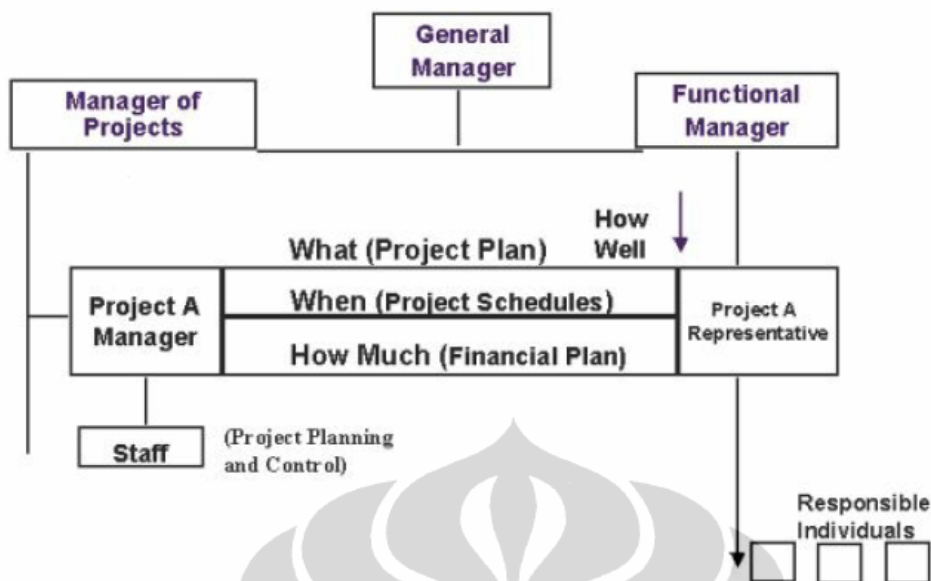 General
Manager
Manager of
Projects
Functional
Manager
How
Well
What (Project Plan)
Project A
Manager
When (Project Schedules)
How Much (Financial Plan)
Project A
Representative
Staff
(Project Planning
and Control)
Responsible
Individuals